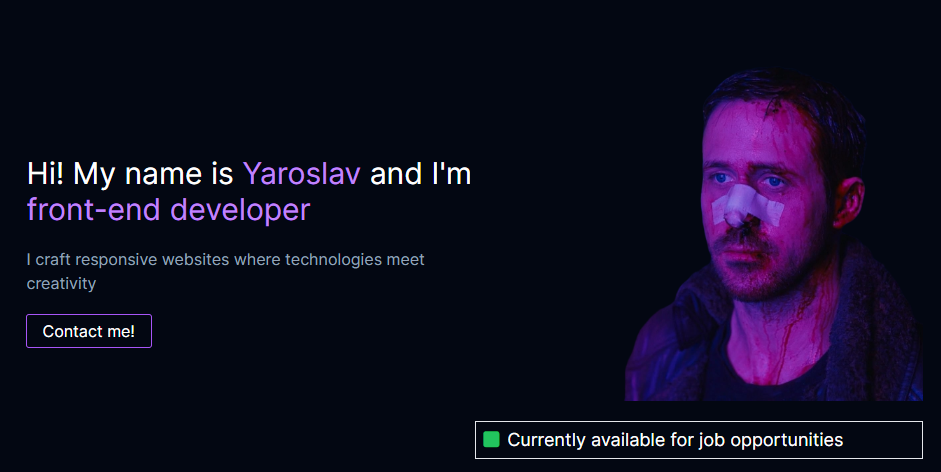 Hi! My name is Yaroslav and I'm
front-end developer
I craft responsive websites where technologies meet
creativity
Contact me!
Currently available for job opportunities